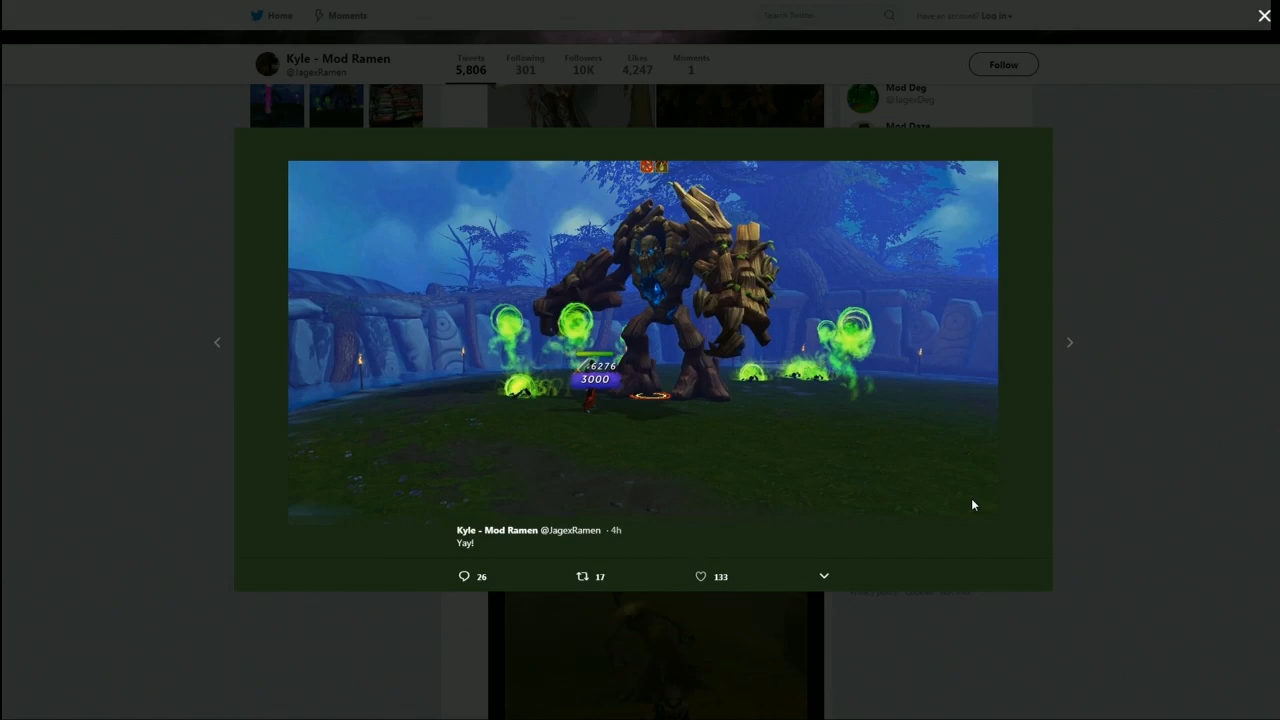 Home
Moments
Search Twitter
Have an account? Log in
Kyle - Mod Ramen
@JagexRamen
Tweets
5,806
Following
301
Followers
10K
Likes
4,247
Moments
1
Follow
Mod Deg
@JagexDeg
6276
3000
Kyle - Mod Ramen @JagexRamen · 4h
Yay!
26
17
133